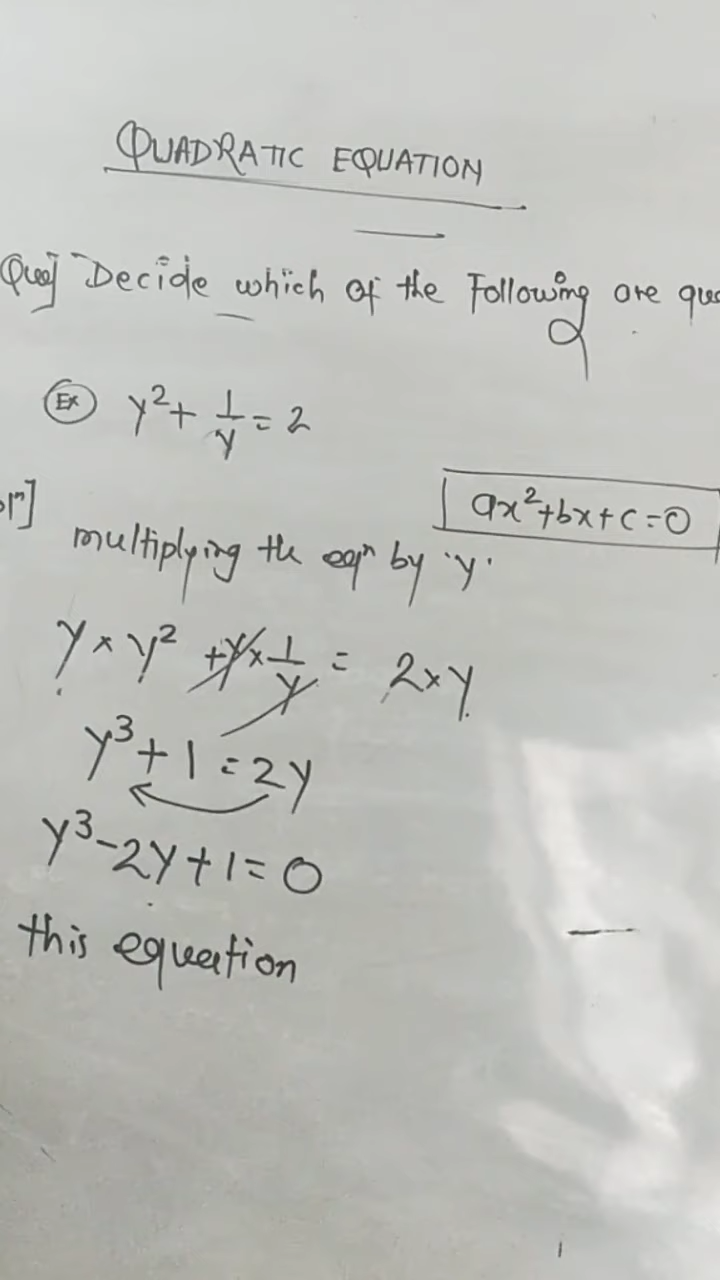 QUADRATIC EQUATION
Decide which of the Following are
Ex y² + 1/y = 2
ax²+bx+c=0
multiplying the eqⁿ by 'y'
y × y² + y × 1/y = 2 × y
y³ + 1 = 2y
y³ - 2y + 1 = 0
this equation